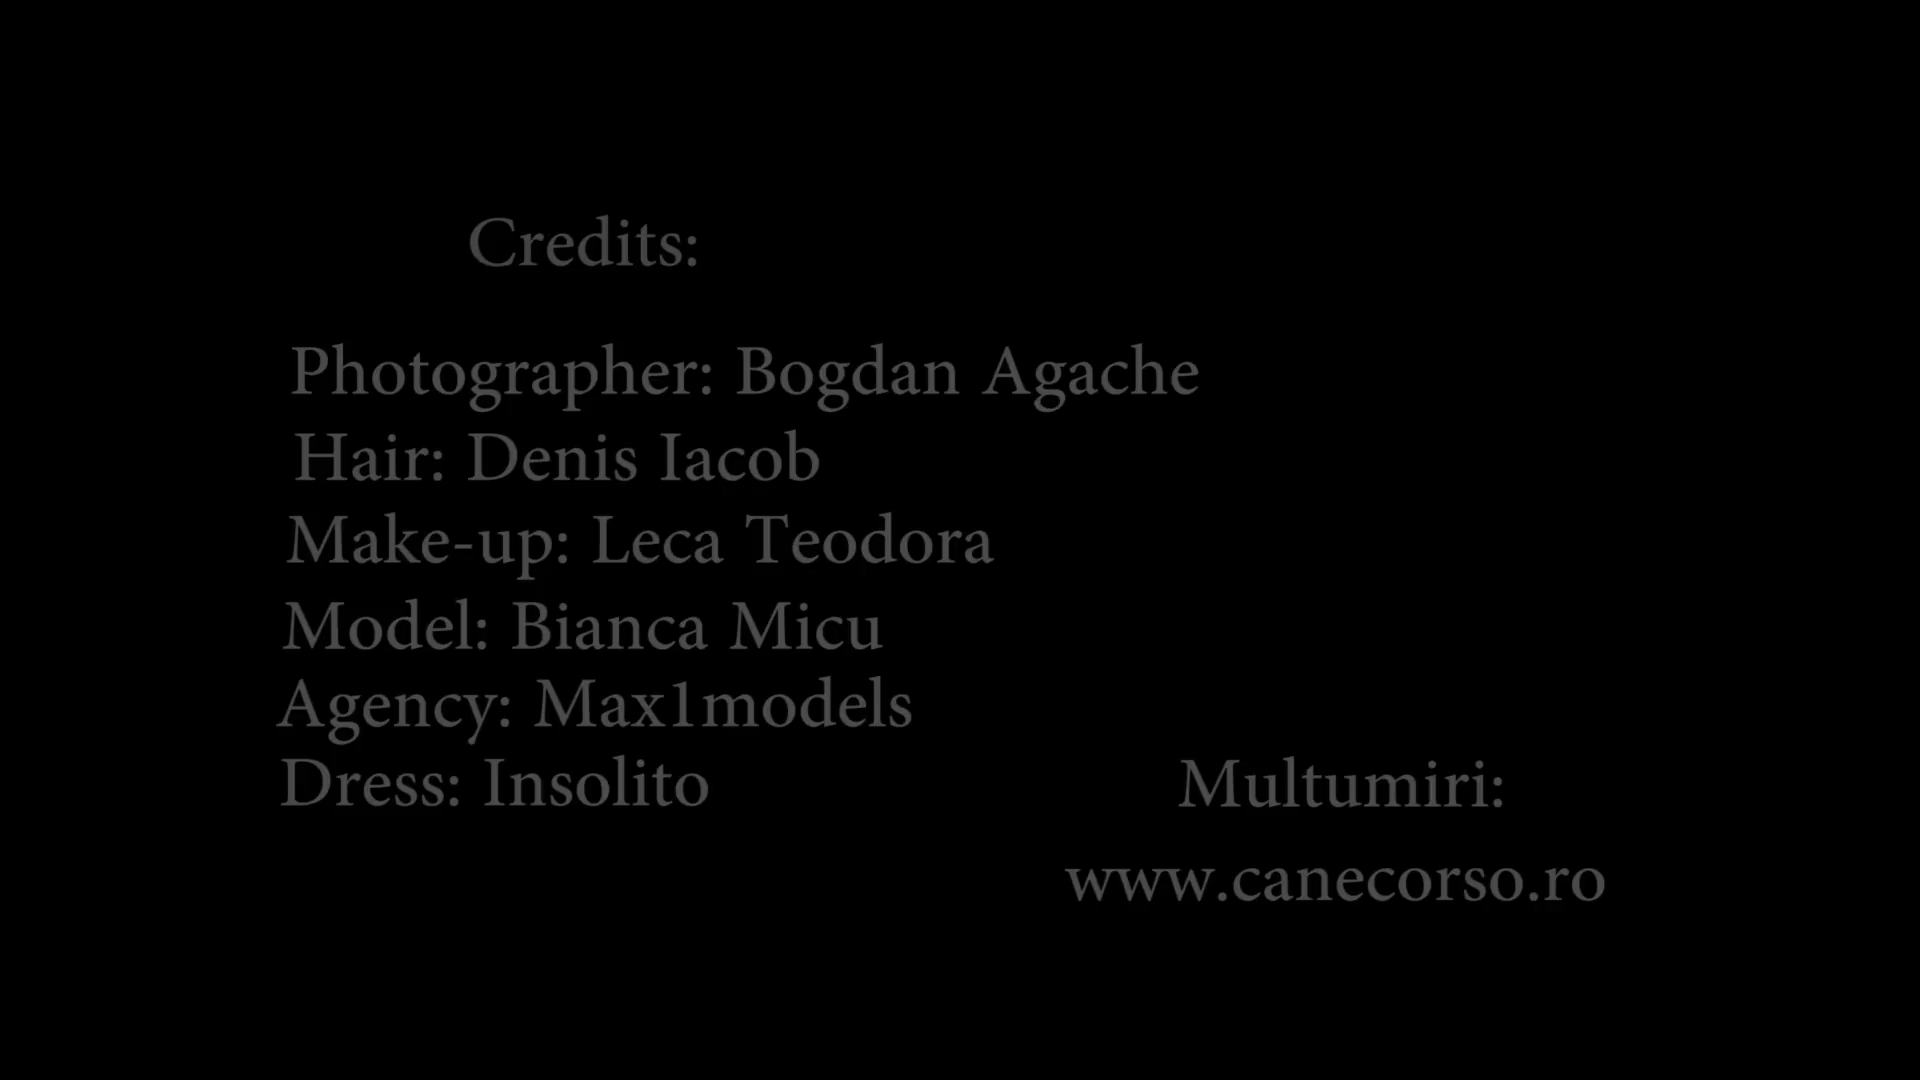 Credits:
Photographer: Bogdan Agache
Hair: Denis Iacob
Make-up: Leca Teodora
Model: Bianca Micu
Agency: Max1models
Dress: Insolito
Multumiri:
www.canecorso.ro